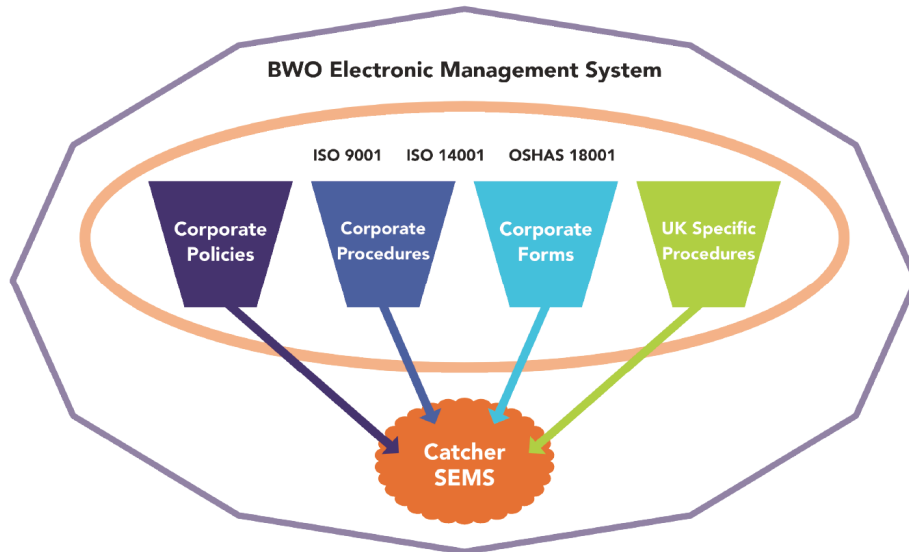 BWO Electronic Management System
ISO 9001 ISO 14001 OSHAS 18001
Corporate
Policies
Corporate
Procedures
Corporate
Forms
UK Specific
Procedures
Catcher
SEMS